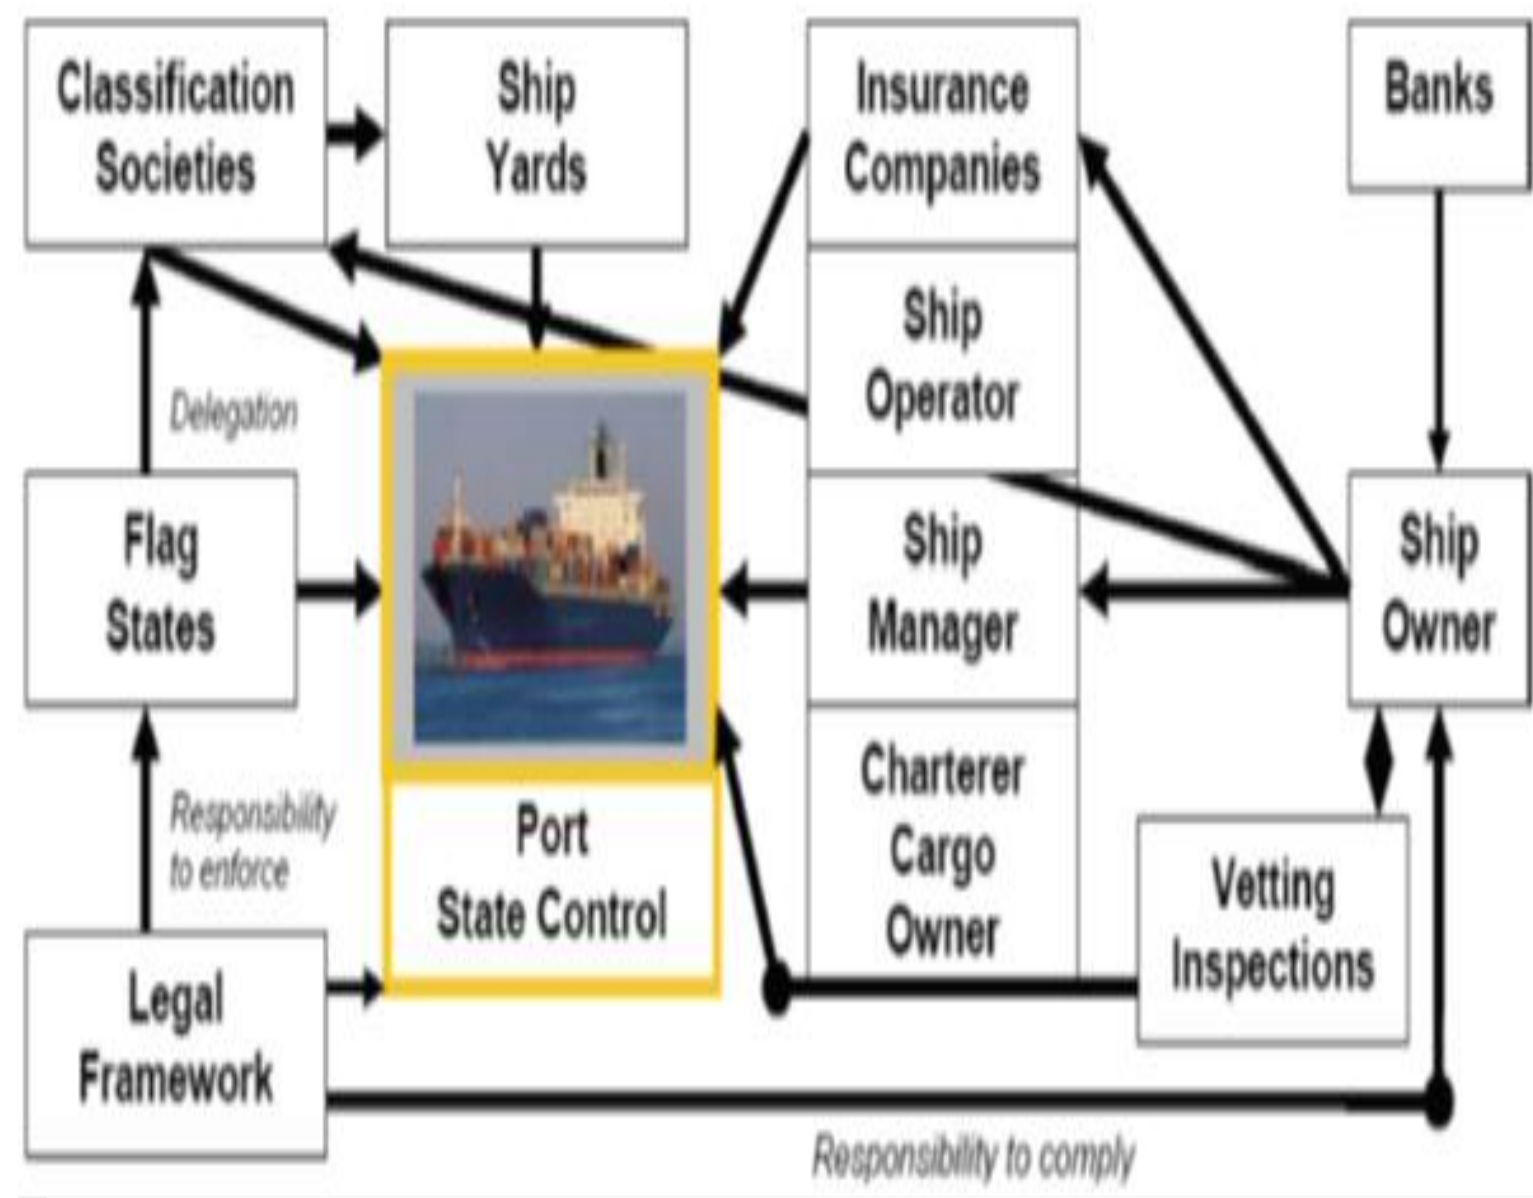 Classification
Societies
Ship
Yards
Insurance
Companies
Banks
Ship
Operator
Delegation
Flag
States
Ship
Manager
Ship
Owner
Responsibility
to enforce
Port
State Control
Charterer
Cargo
Owner
Vetting
Inspections
Legal
Framework
Responsibility to comply